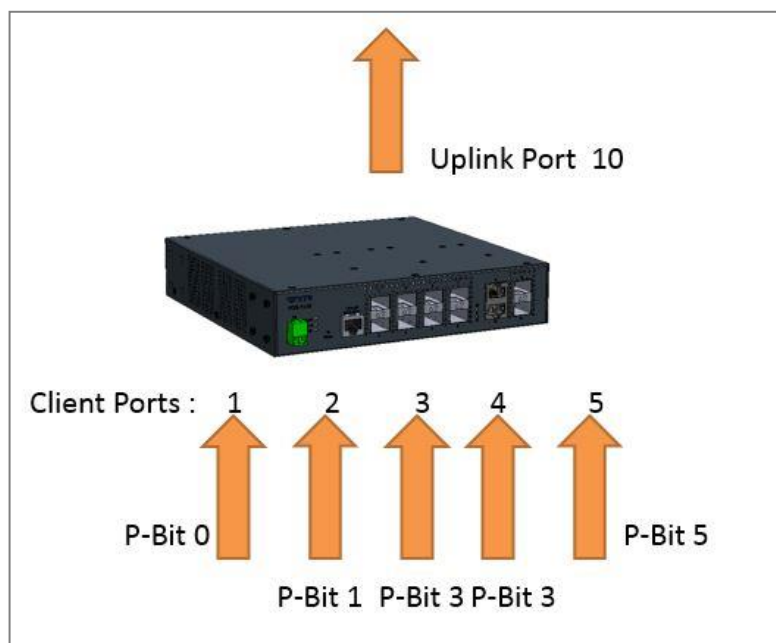 Uplink Port 10
Client Ports : 1 2 3 4 5
P-Bit 0
P-Bit 5
P-Bit 1 P-Bit 3 P-Bit 3